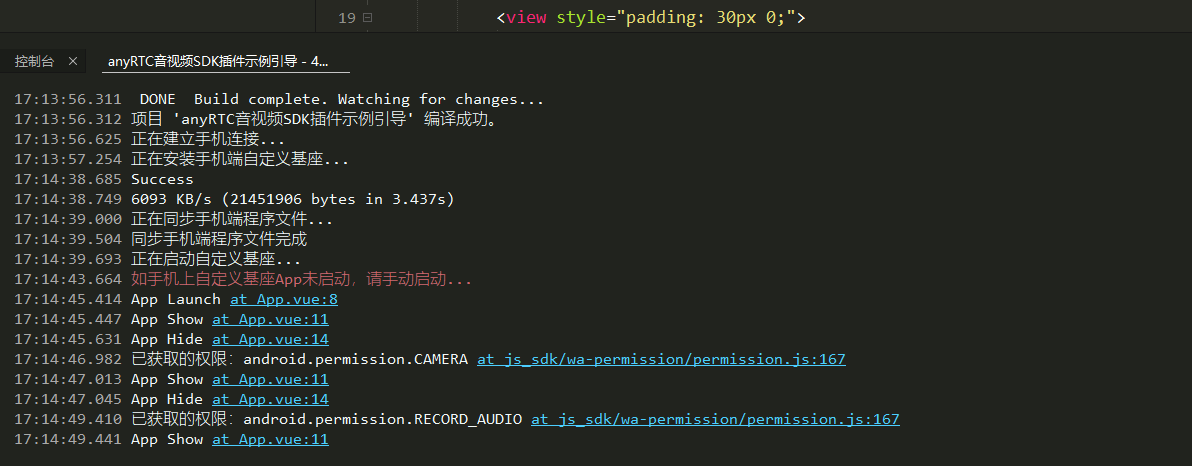 19 <view style="padding: 30px 0;">
控制台 × anyRTC音视频SDK插件示例引导 - 4...
17:13:56.311  DONE  Build complete. Watching for changes...
17:13:56.312 项目 'anyRTC音视频SDK插件示例引导' 编译成功。
17:13:56.625 正在建立手机连接...
17:13:57.254 正在安装手机端自定义基座...
17:14:38.685 Success
17:14:38.749 6093 KB/s (21451906 bytes in 3.437s)
17:14:39.000 正在同步手机端程序文件...
17:14:39.504 同步手机端程序文件完成
17:14:39.693 正在启动自定义基座...
17:14:43.664 如手机上自定义基座App未启动，请手动启动...
17:14:45.414 App Launch at App.vue:8
17:14:45.447 App Show at App.vue:11
17:14:45.631 App Hide at App.vue:14
17:14:46.982 已获取的权限：android.permission.CAMERA at js_sdk/wa-permission/permission.js:167
17:14:47.013 App Show at App.vue:11
17:14:47.045 App Hide at App.vue:14
17:14:49.410 已获取的权限：android.permission.RECORD_AUDIO at js_sdk/wa-permission/permission.js:167
17:14:49.441 App Show at App.vue:11